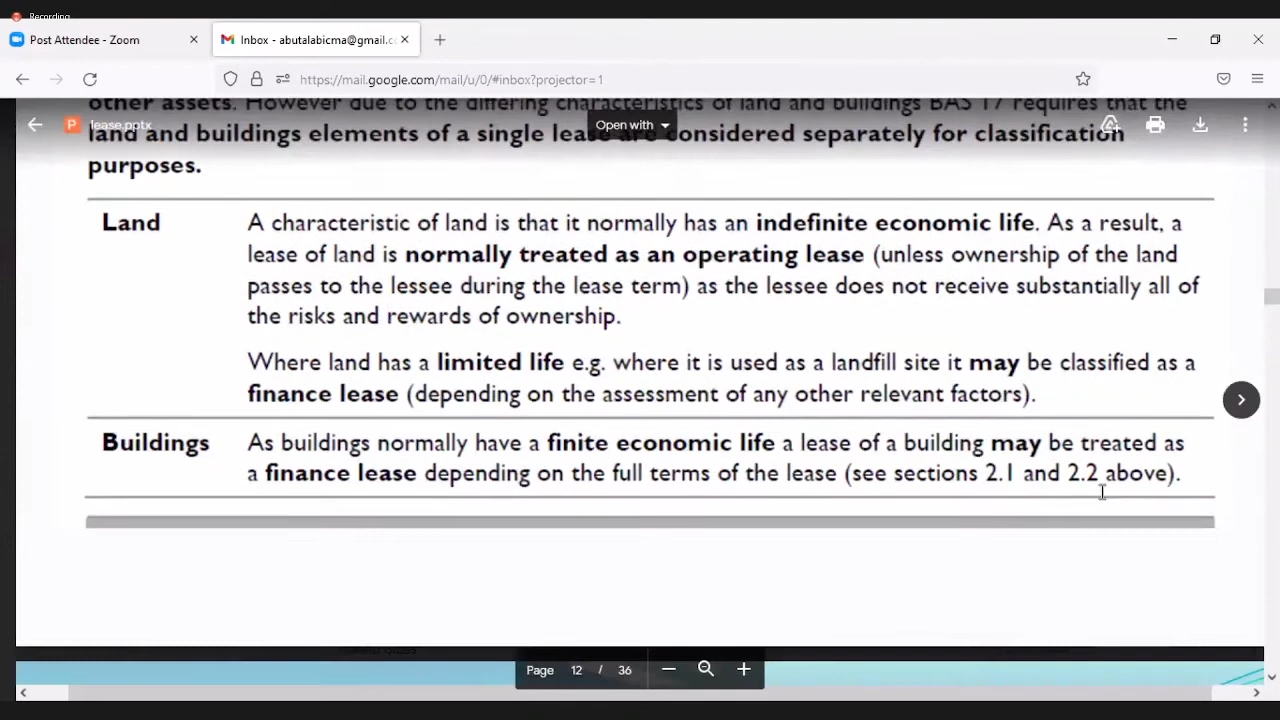 Recording
Post Attendee - Zoom
Inbox - abutalabicma@gmail.c
https://mail.google.com/mail/u/0/#inbox?projector=1
other assets. However due to the differing characteristics of land and buildings BAS 17 requires that the
lease.pptx
Open with
land and buildings elements of a single lease are considered separately for classification
purposes.
Land A characteristic of land is that it normally has an indefinite economic life. As a result, a
lease of land is normally treated as an operating lease (unless ownership of the land
passes to the lessee during the lease term) as the lessee does not receive substantially all of
the risks and rewards of ownership.
Where land has a limited life e.g. where it is used as a landfill site it may be classified as a
finance lease (depending on the assessment of any other relevant factors).
Buildings As buildings normally have a finite economic life a lease of a building may be treated as
a finance lease depending on the full terms of the lease (see sections 2.1 and 2.2 above).
Page 12 / 36